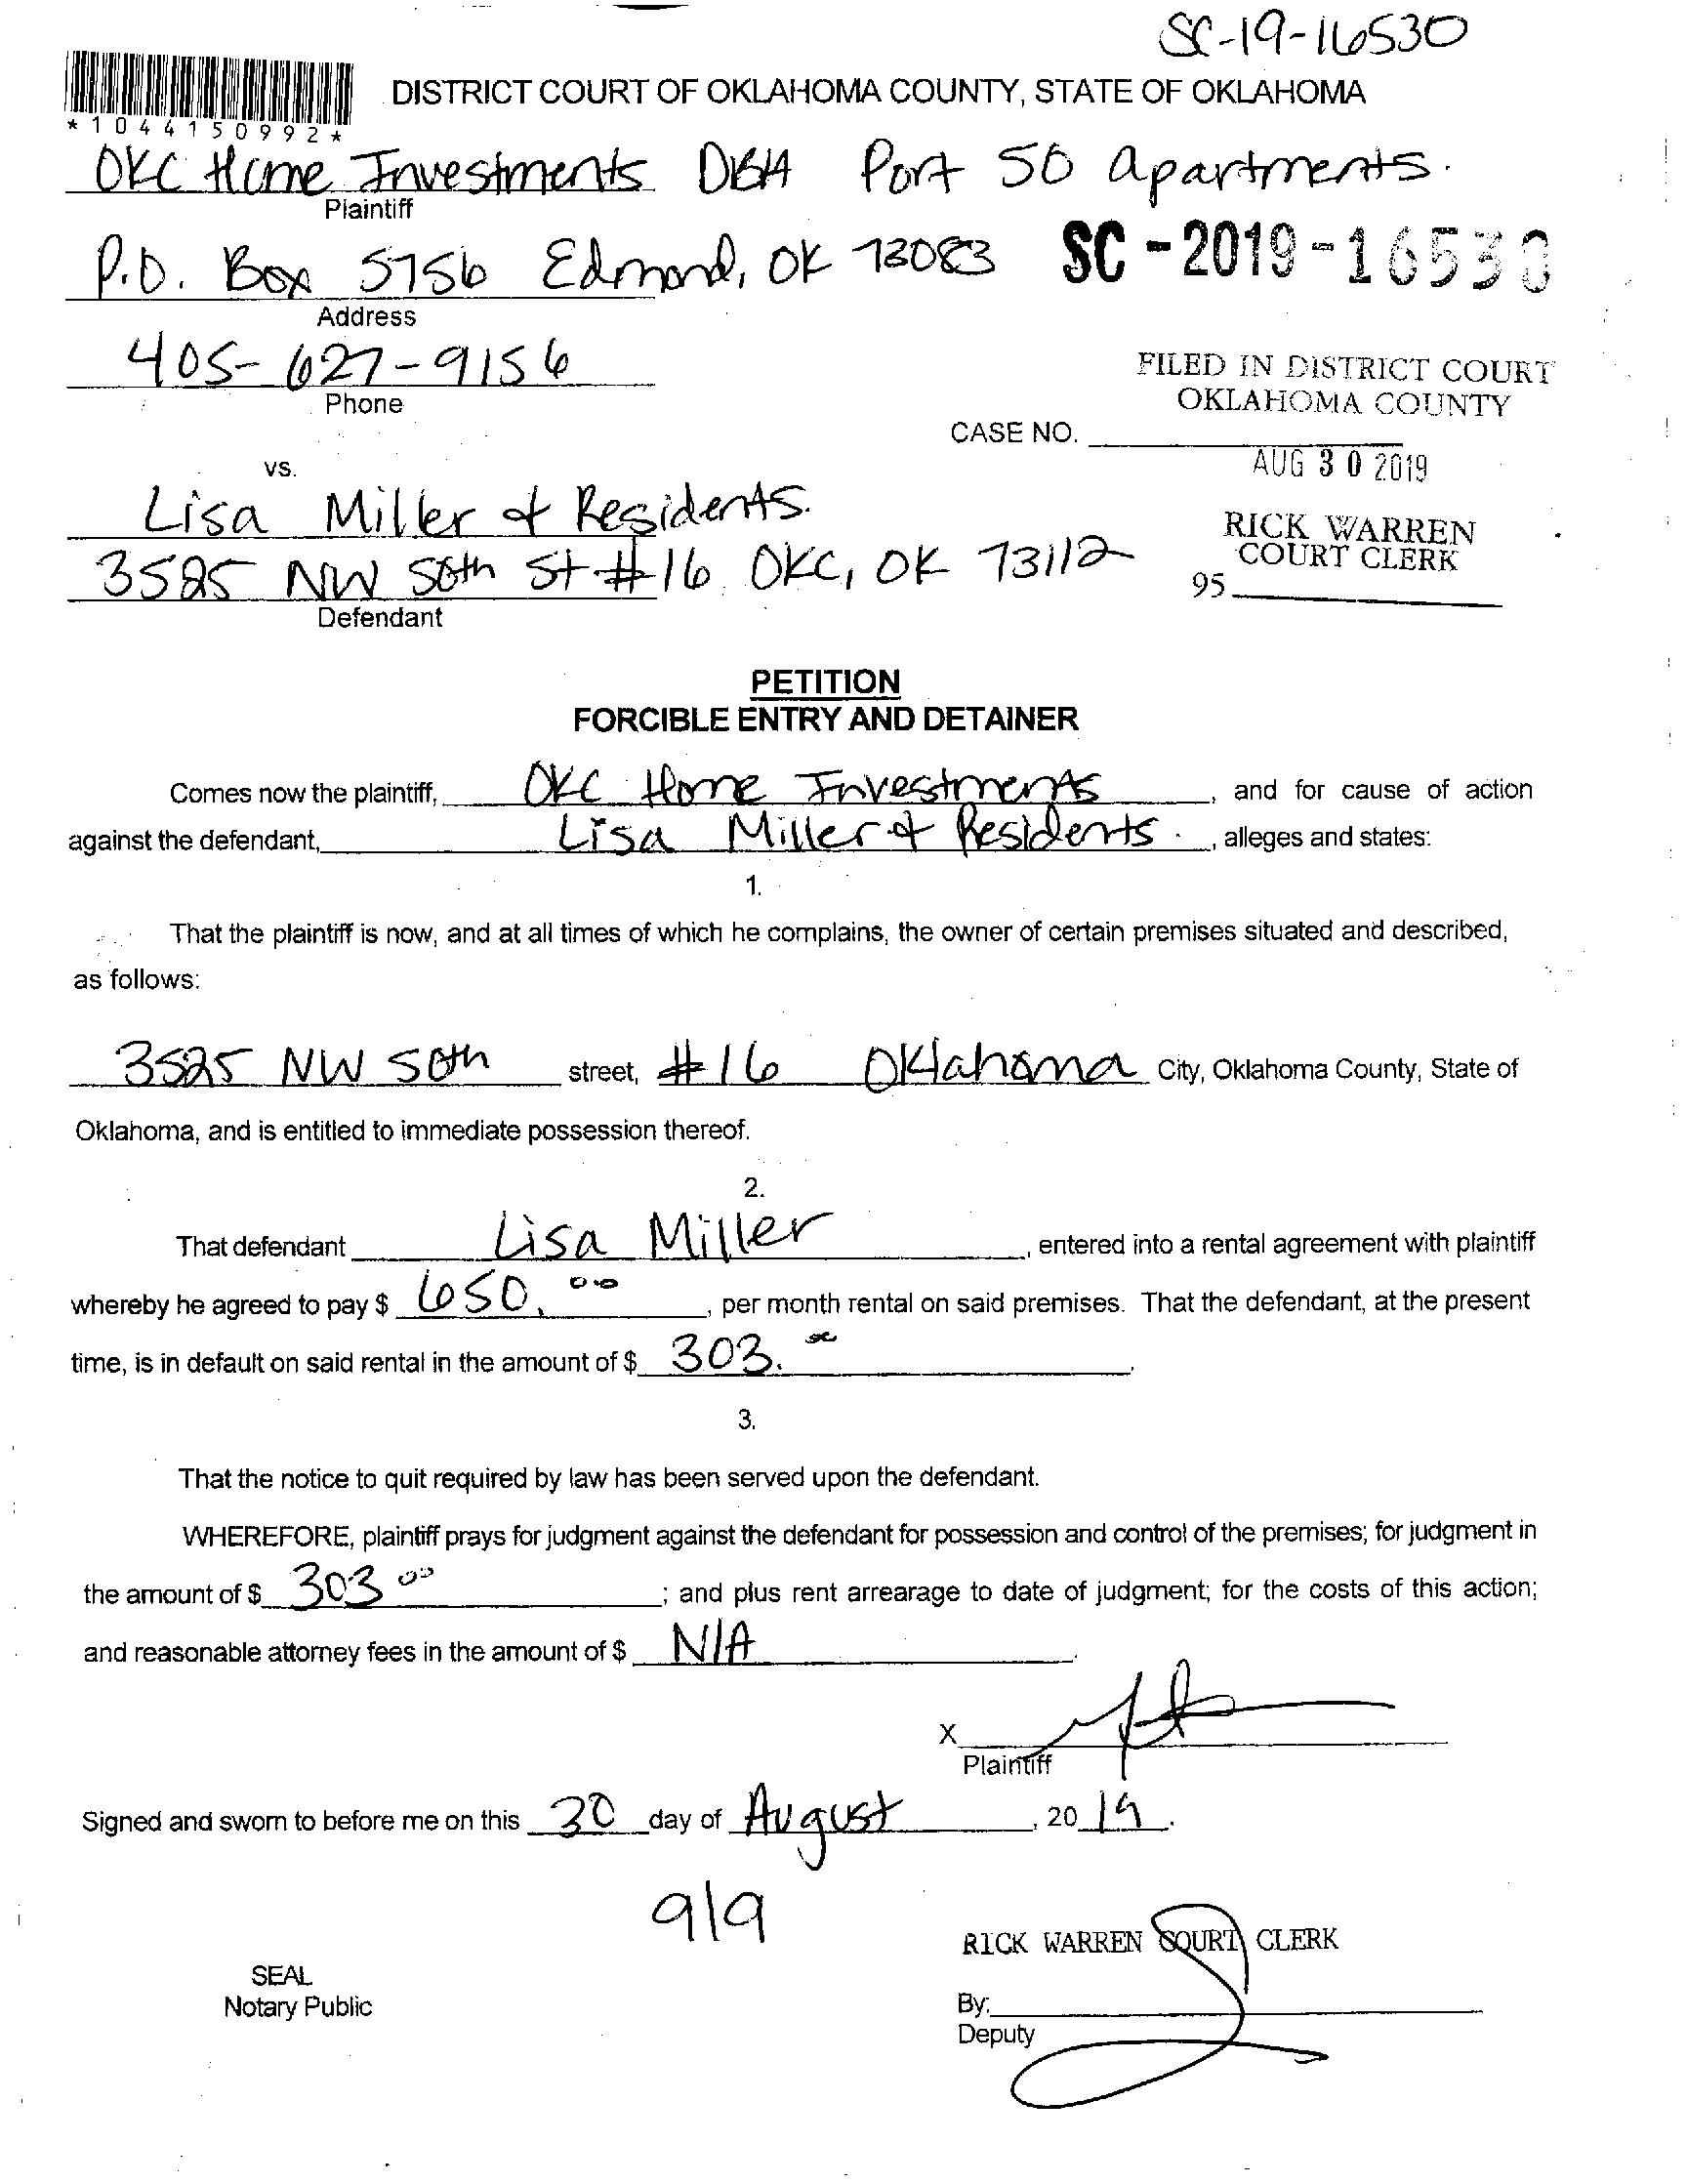 SC-19-16530
*1044150992*
DISTRICT COURT OF OKLAHOMA COUNTY, STATE OF OKLAHOMA
OKC Home Investments DBA Port 50 apartments.
Plaintiff
P.O. Box 5756 Edmond, OK 73083
SC-2019-16530
Address
405-627-9156
Phone
FILED IN DISTRICT COURT
OKLAHOMA COUNTY
CASE NO.
AUG 30 2019
vs.
Lisa Miller & Residents.
RICK WARREN
COURT CLERK
3525 NW 50th St #16 OKC, OK 73112
95
Defendant
PETITION
FORCIBLE ENTRY AND DETAINER
Comes now the plaintiff, OKC Home Investments, and for cause of action
against the defendant, Lisa Miller & Residents., alleges and states:
1.
That the plaintiff is now, and at all times of which he complains, the owner of certain premises situated and described,
as follows:
3525 NW 50th street, #16 Oklahoma City, Oklahoma County, State of
Oklahoma, and is entitled to immediate possession thereof.
2.
That defendant Lisa Miller, entered into a rental agreement with plaintiff
whereby he agreed to pay $ 650.00, per month rental on said premises. That the defendant, at the present
time, is in default on said rental in the amount of $ 303.00.
3.
That the notice to quit required by law has been served upon the defendant.
WHEREFORE, plaintiff prays for judgment against the defendant for possession and control of the premises; for judgment in
the amount of $ 303 00; and plus rent arrearage to date of judgment; for the costs of this action;
and reasonable attorney fees in the amount of $ N/A.
X
Plaintiff
Signed and sworn to before me on this 30 day of August, 2019.
9/9
RICK WARREN COURT CLERK
SEAL
Notary Public
By:
Deputy